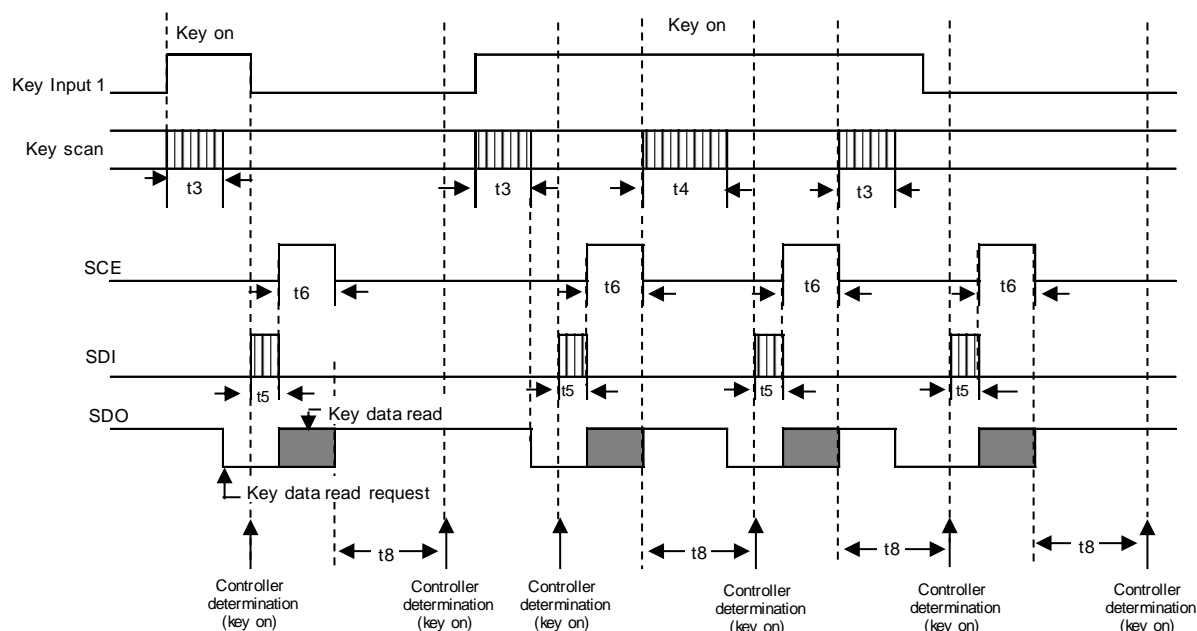 Key on
Key on
Key Input 1
Key scan
t3
t3
t4
t3
SCE
t6
t6
t6
t6
SDI
t5
t5
t5
t5
SDO
Key data read
Key data read request
t8
t8
t8
t8
Controller
determination
(key on)
Controller
determination
(key on)
Controller
determination
(key on)
Controller
determination
(key on)
Controller
determination
(key on)
Controller
determination
(key on)